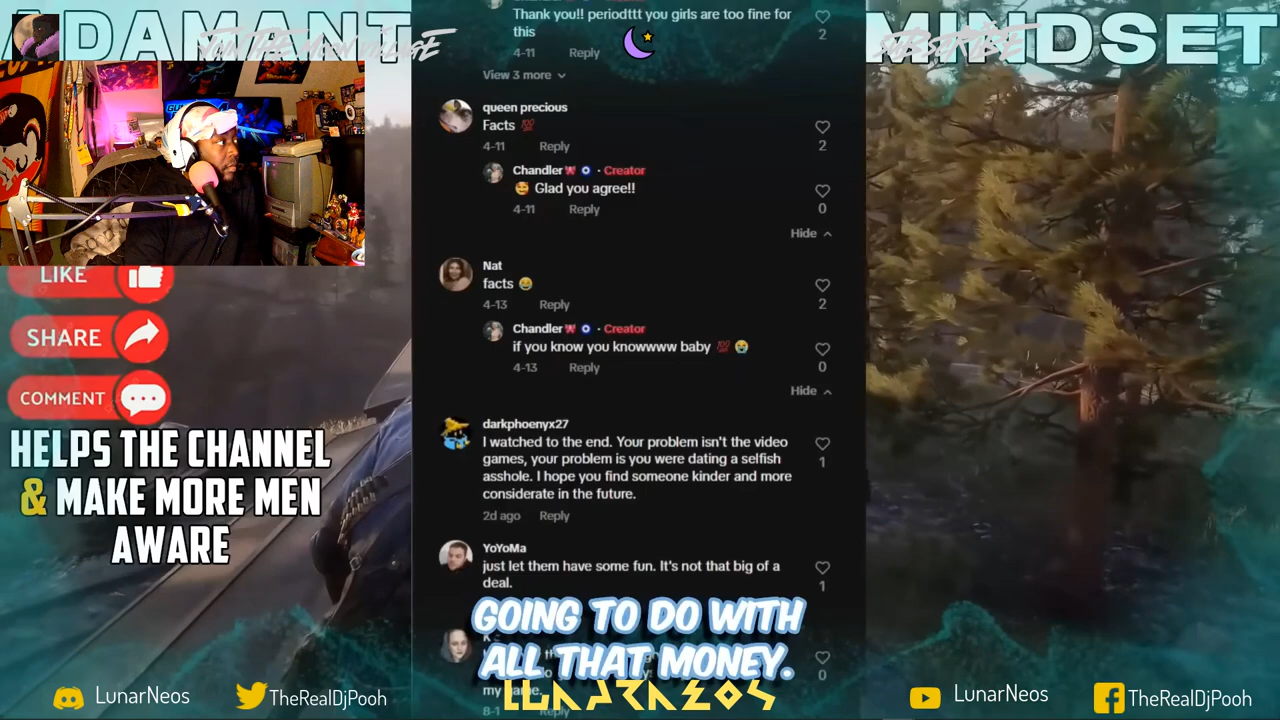 ADAMANT
MINDSET
SUBSCRIBE
Thank you!! periodttt you girls are too fine for
this
2
4-11 Reply
View 3 more
queen precious
Facts 💯
4-11 Reply
2
Chandler · Creator
🥰 Glad you agree!!
4-11 Reply
0
Hide
Nat
facts 😂
4-13 Reply
2
Chandler · Creator
if you know you knowwww baby 💯 😭
4-13 Reply
0
Hide
darkphoenyx27
I watched to the end. Your problem isn't the video
games, your problem is you were dating a selfish
asshole. I hope you find someone kinder and more
considerate in the future.
1
2d ago Reply
YoYoMa
just let them have some fun. It's not that big of a
deal.
1
GOING TO DO WITH
ALL THAT MONEY.
0
8-1 Reply
LIKE
SHARE
COMMENT
HELPS THE CHANNEL
& MAKE MORE MEN
AWARE
LunarNeos
TheRealDjPooh
LUNARNEOS
LunarNeos
TheRealDjPooh